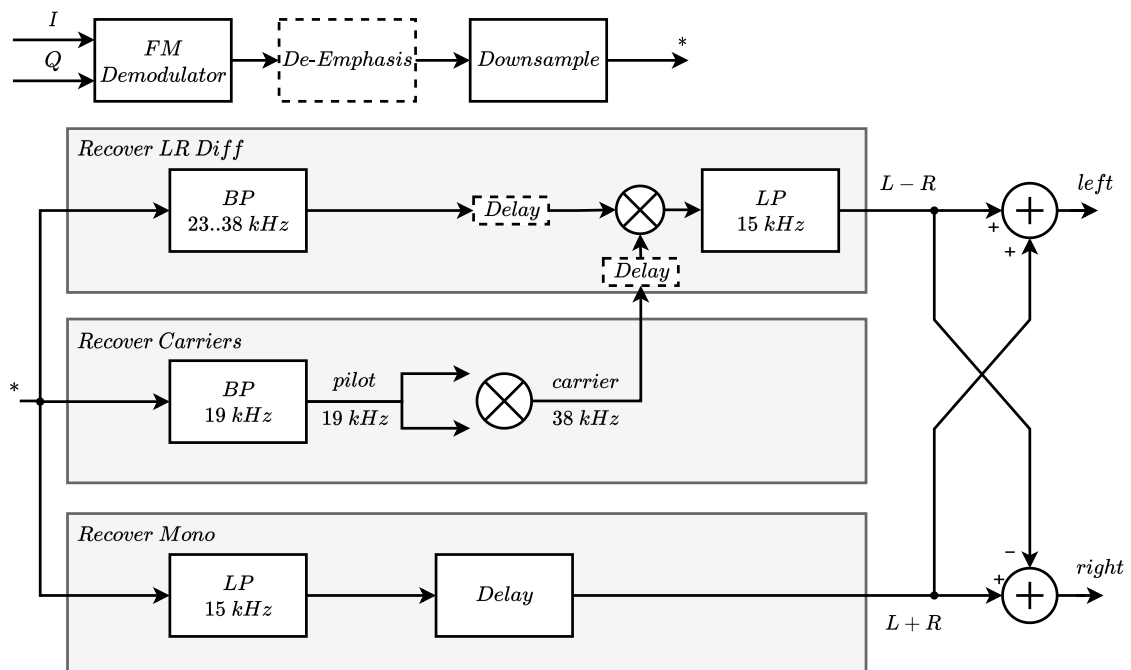 I
Q
FM
Demodulator
De-Emphasis
Downsample
*
Recover LR Diff
BP
23..38 kHz
Delay
Delay
LP
15 kHz
L − R
+
+
left
Recover Carriers
*
BP
19 kHz
pilot
19 kHz
carrier
38 kHz
Recover Mono
LP
15 kHz
Delay
L + R
−
+
right